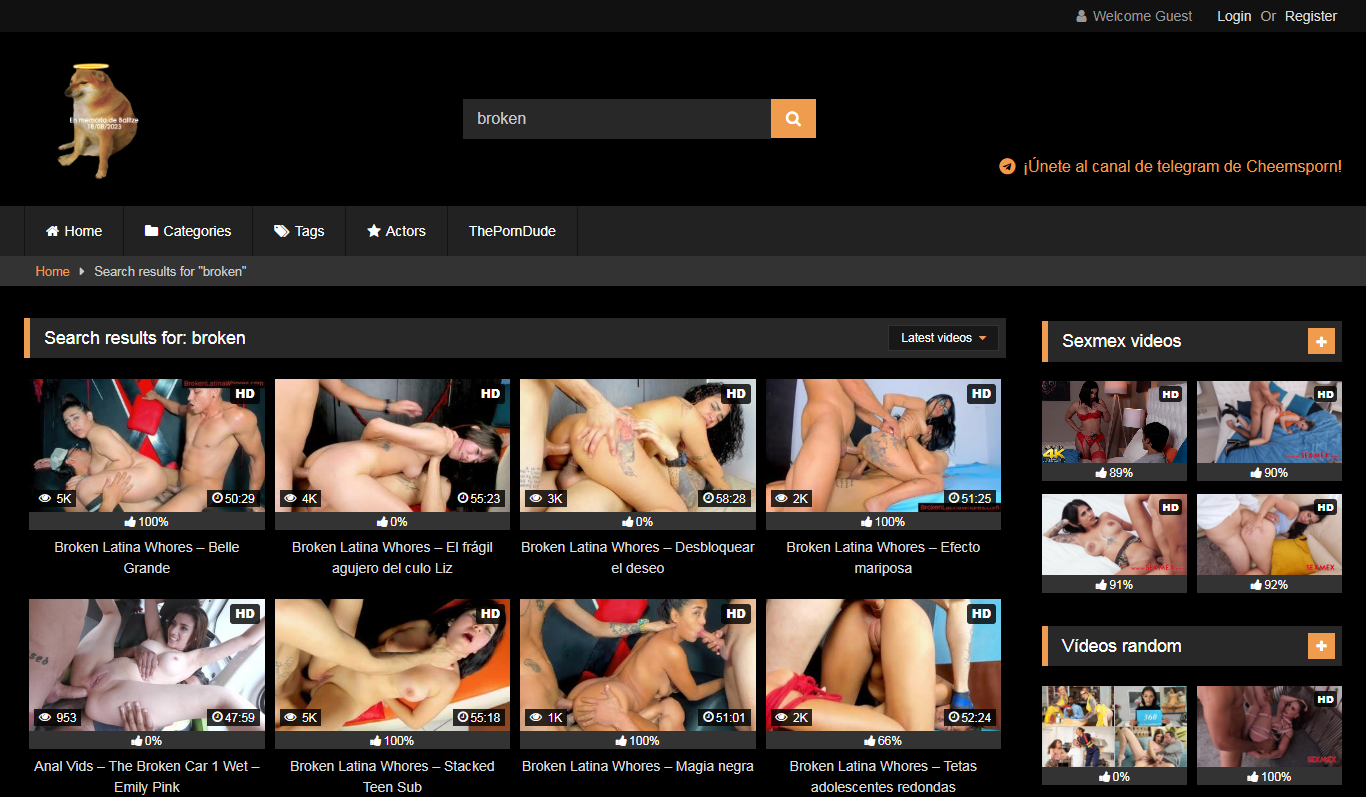 Welcome Guest Login Or Register
En memoria de Balltze
18/08/2023
broken
¡Únete al canal de telegram de Cheemsporn!
Home Categories Tags Actors ThePornDude
Home Search results for "broken"
Search results for: broken Latest videos
Sexmex videos
HD HD HD HD
HD HD
4K
5K 50:29 4K 55:23 3K 58:28 2K 51:25
100% 0% 0% 100%
89% 90%
Broken Latina Whores – Belle Grande
Broken Latina Whores – El frágil agujero del culo Liz
Broken Latina Whores – Desbloquear el deseo
Broken Latina Whores – Efecto mariposa
HD HD
SEXMEX
91% 92%
HD HD HD HD
953 47:59 5K 55:18 1K 51:01 2K 52:24
0% 100% 100% 66%
Anal Vids – The Broken Car 1 Wet – Emily Pink
Broken Latina Whores – Stacked Teen Sub
Broken Latina Whores – Magia negra
Broken Latina Whores – Tetas adolescentes redondas
Vídeos random
HD
360
SEXMEX
0% 100%